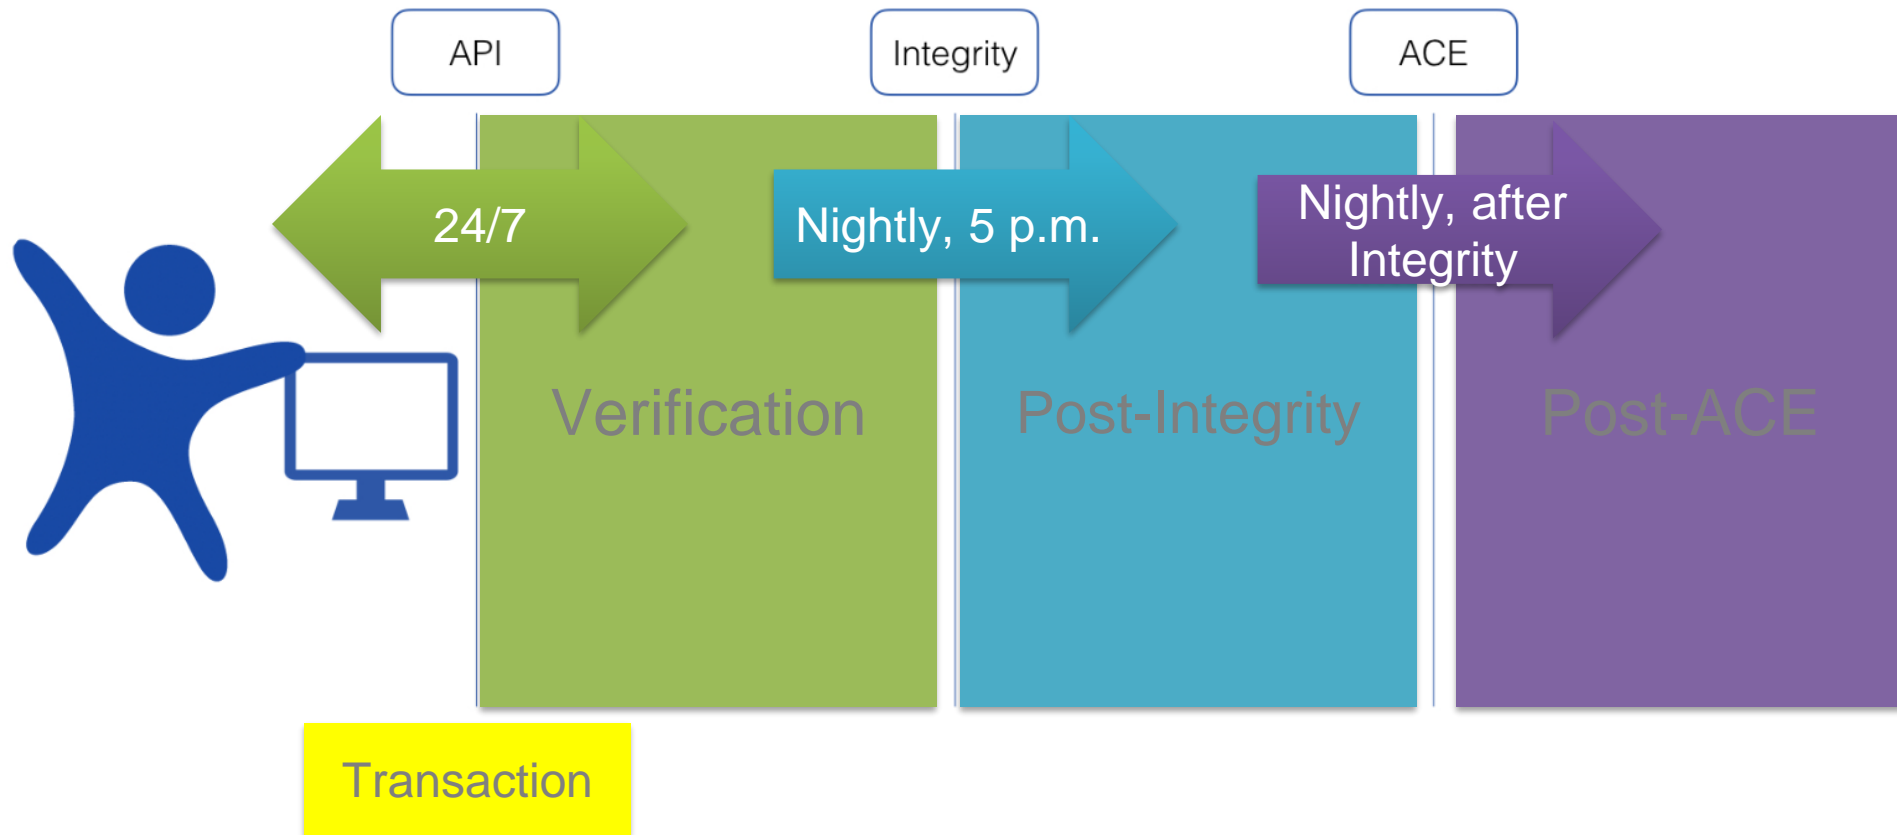 API
Integrity
ACE
24/7
Nightly, 5 p.m.
Nightly, after
Integrity
Verification
Post-Integrity
Post-ACE
Transaction